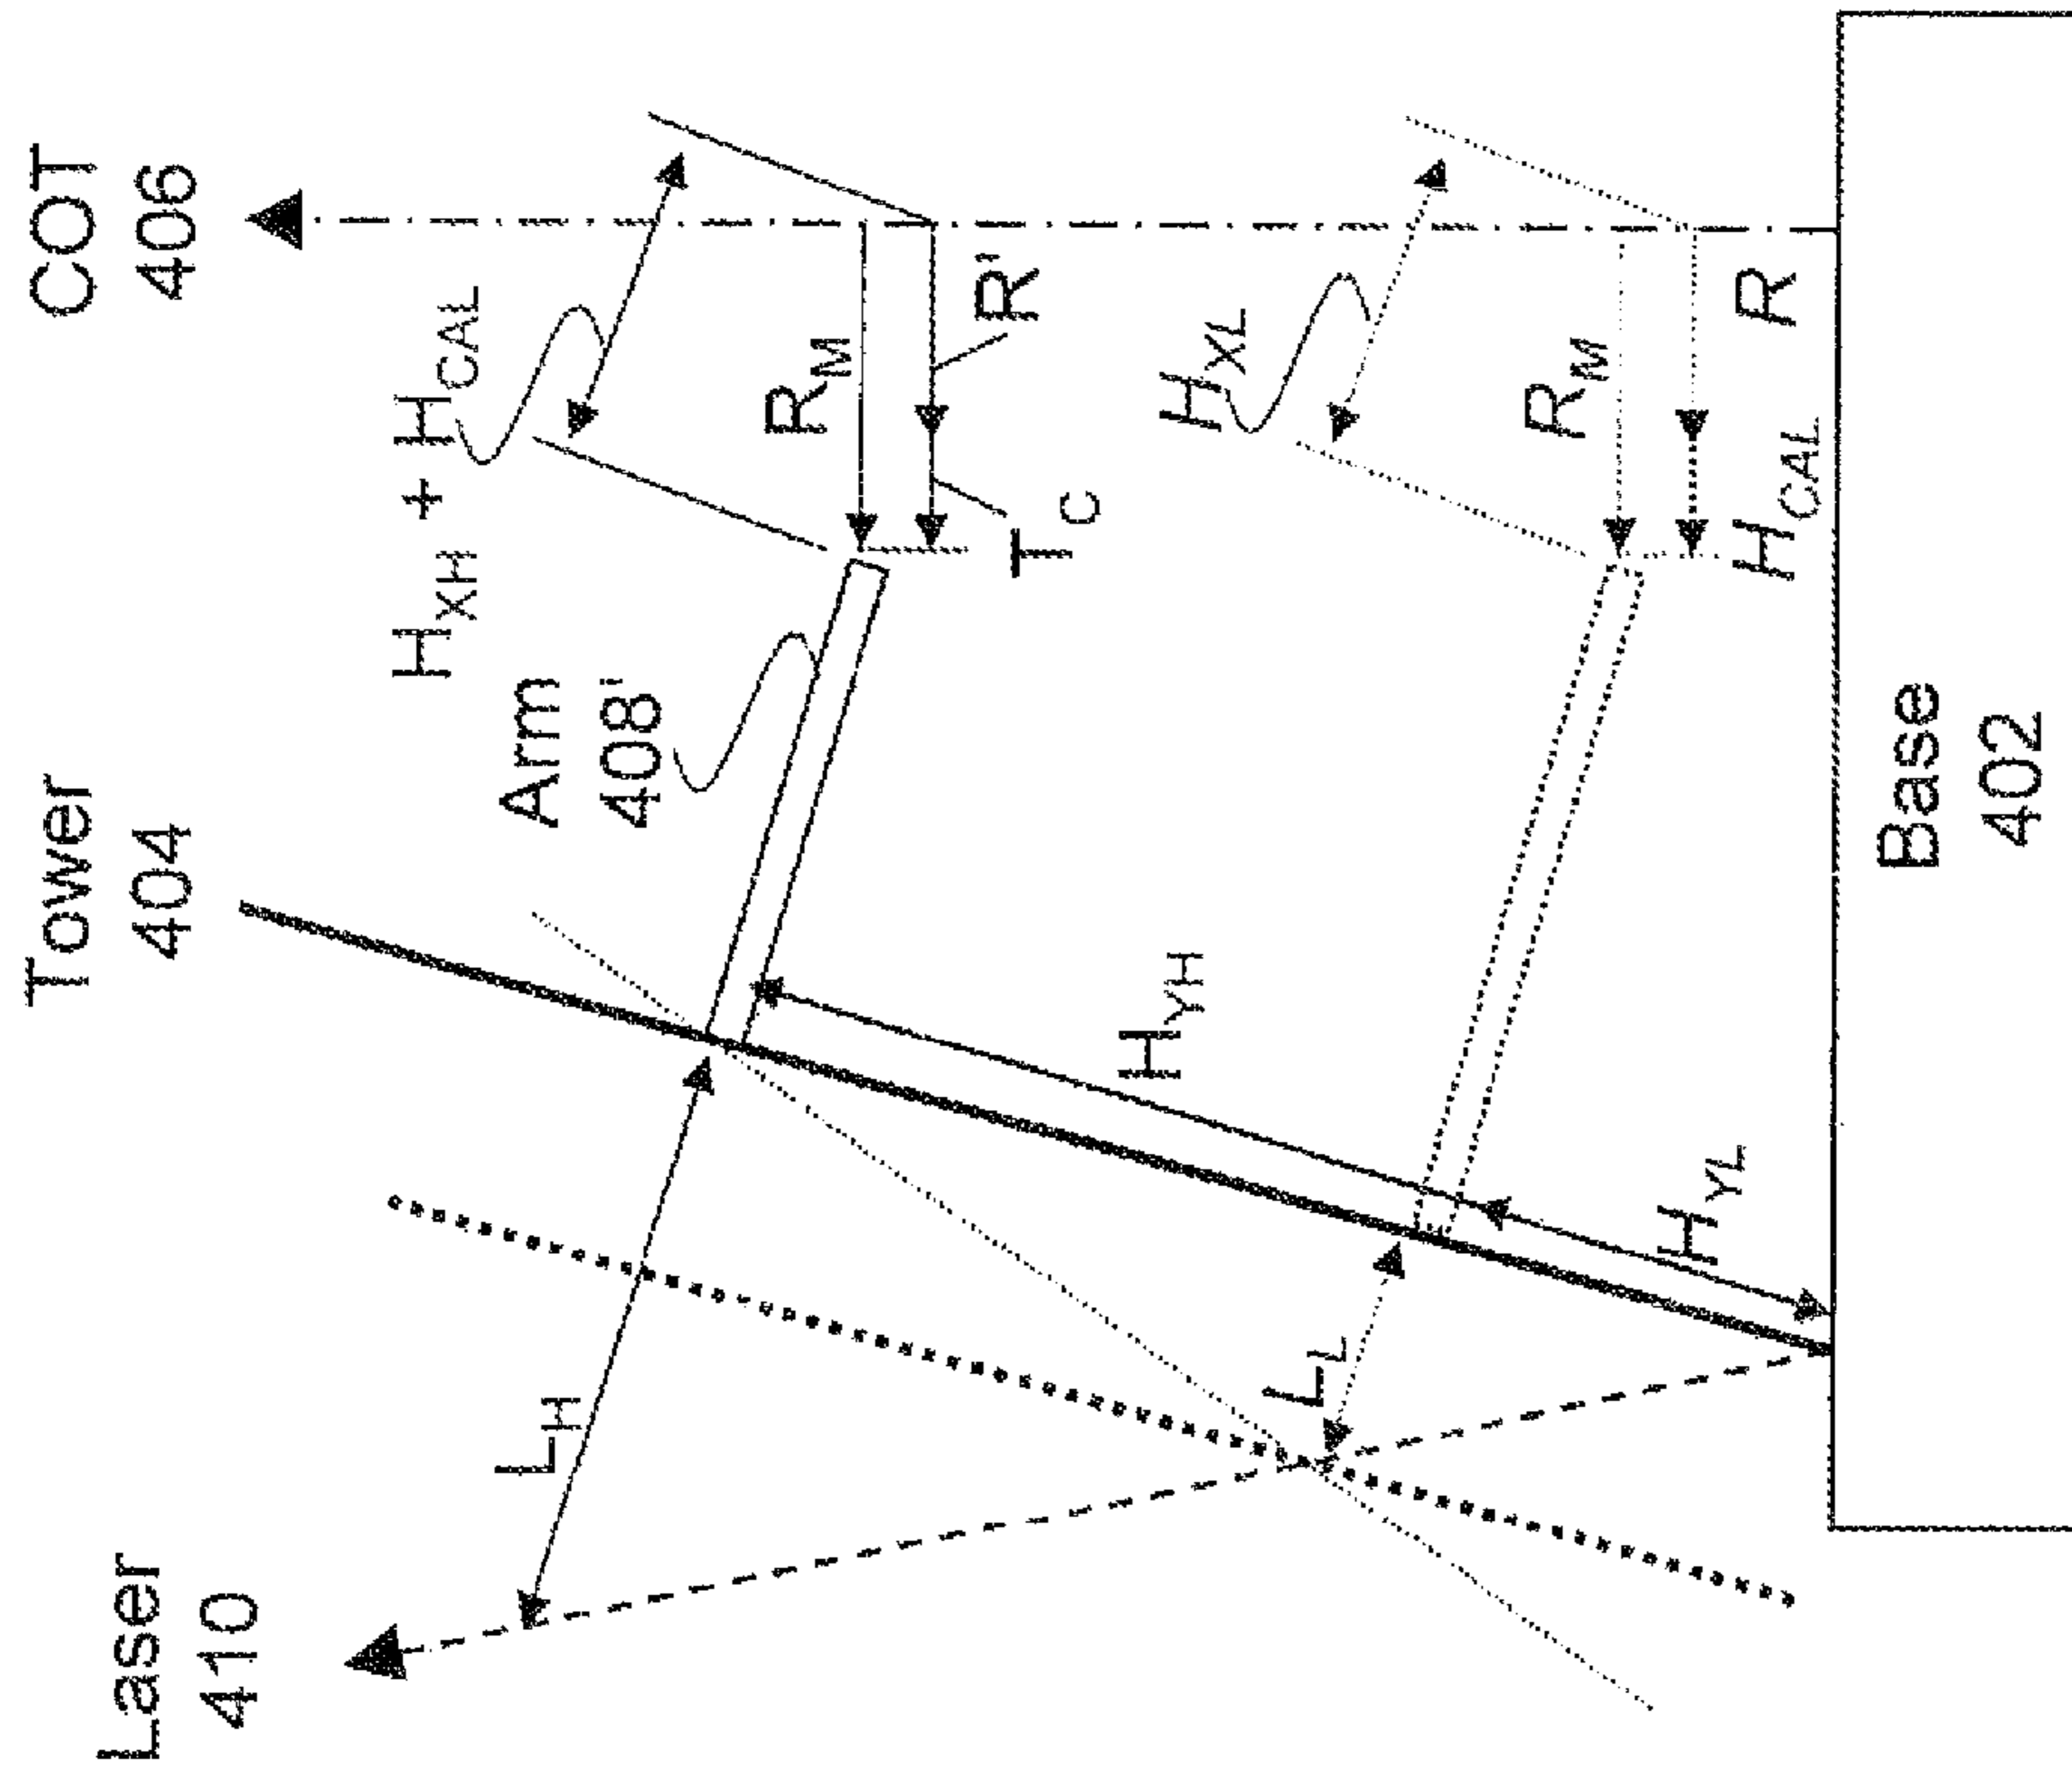 Laser
410
Tower
404
COT
406
L_H
Arm
408'
H_XH + H_CAL
R_M
R'
T_C
H_YH
H_XL
L_L
R_M
R
H_CAL
H_YL
Base
402